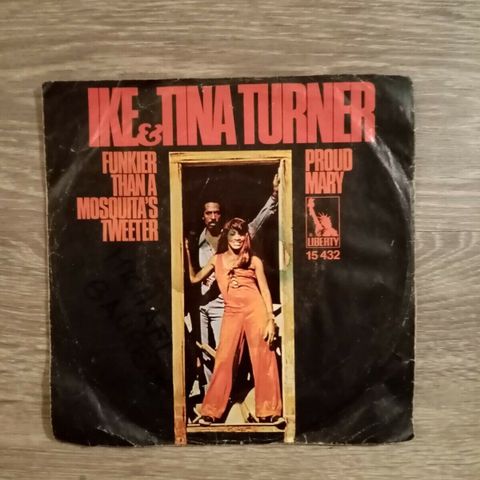 IKE & TINA TURNER
FUNKIER
THAN A
MOSQUITA'S
TWEETER
PROUD
MARY
LIBERTY
15 432